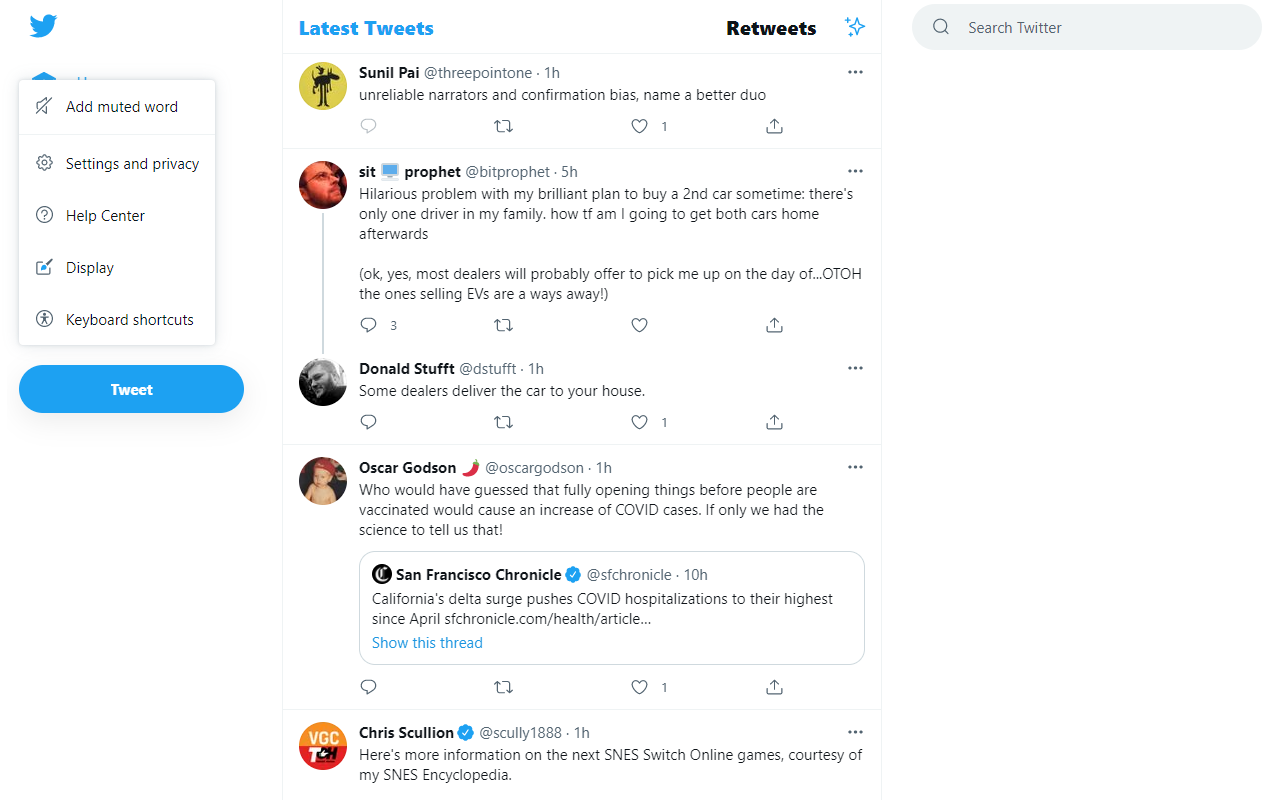 Latest Tweets
Retweets
Search Twitter
Add muted word
Settings and privacy
Help Center
Display
Keyboard shortcuts
Tweet
Sunil Pai @threepointone · 1h
unreliable narrators and confirmation bias, name a better duo
1
sit 💻 prophet @bitprophet · 5h
Hilarious problem with my brilliant plan to buy a 2nd car sometime: there's
only one driver in my family. how tf am I going to get both cars home
afterwards
(ok, yes, most dealers will probably offer to pick me up on the day of...OTOH
the ones selling EVs are a ways away!)
3
Donald Stufft @dstufft · 1h
Some dealers deliver the car to your house.
1
Oscar Godson 🌶️ @oscargodson · 1h
Who would have guessed that fully opening things before people are
vaccinated would cause an increase of COVID cases. If only we had the
science to tell us that!
San Francisco Chronicle @sfchronicle · 10h
California's delta surge pushes COVID hospitalizations to their highest
since April sfchronicle.com/health/article...
Show this thread
1
VGC
Chris Scullion @scully1888 · 1h
Here's more information on the next SNES Switch Online games, courtesy of
my SNES Encyclopedia.